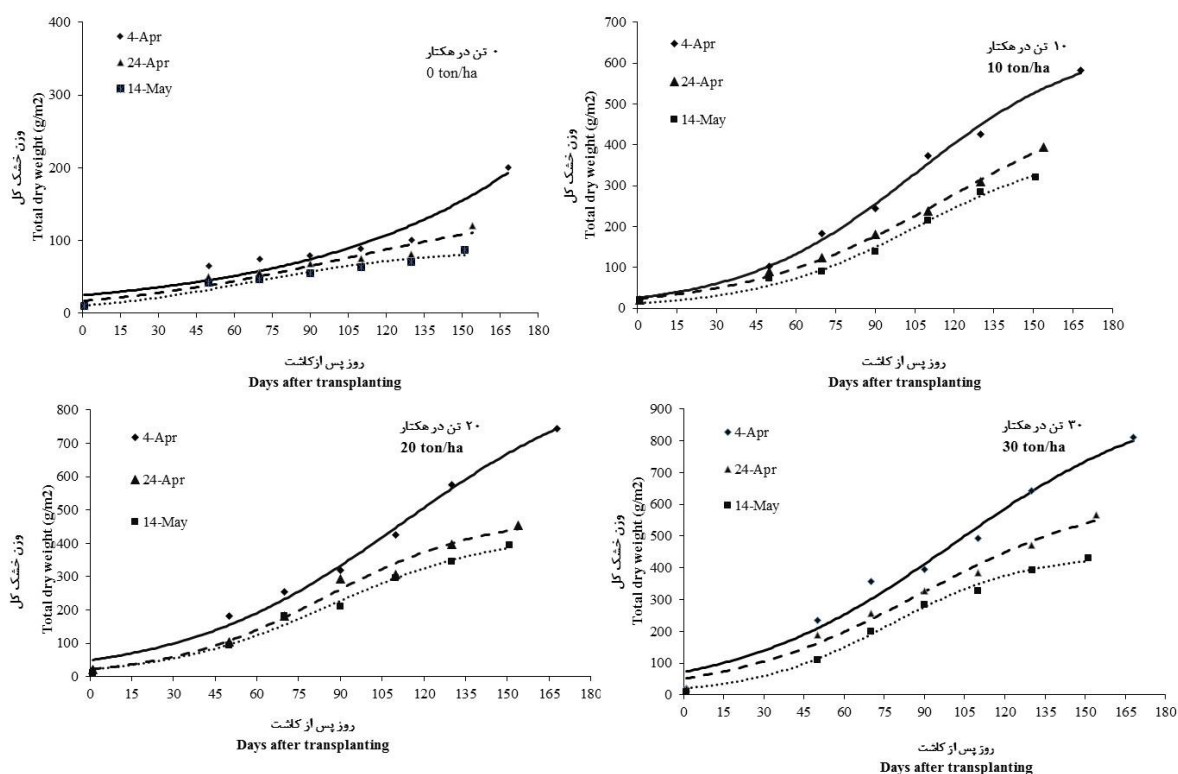 400
300
200
100
0
وزن خشک کل
Total dry weight (g/m2)
4-Apr
24-Apr
14-May
۰ تن در هکتار
0 ton/ha
0 15 30 45 60 75 90 105 120 135 150 165 180
روز پس از کاشت
Days after transplanting
700
600
500
400
300
200
100
0
وزن خشک کل
Total dry weight (g/m2)
4-Apr
24-Apr
14-May
۱۰ تن در هکتار
10 ton/ha
0 15 30 45 60 75 90 105 120 135 150 165 180
روز پس از کاشت
Days after transplanting
800
700
600
500
400
300
200
100
0
وزن خشک کل
Total dry weight (g/m2)
4-Apr
24-Apr
14-May
۲۰ تن در هکتار
20 ton/ha
0 15 30 45 60 75 90 105 120 135 150 165 180
روز پس از کاشت
Days after transplanting
900
800
700
600
500
400
300
200
100
0
وزن خشک کل
Total dry weight (g/m2)
4-Apr
24-Apr
14-May
۳۰ تن در هکتار
30 ton/ha
0 15 30 45 60 75 90 105 120 135 150 165 180
روز پس از کاشت
Days after transplanting